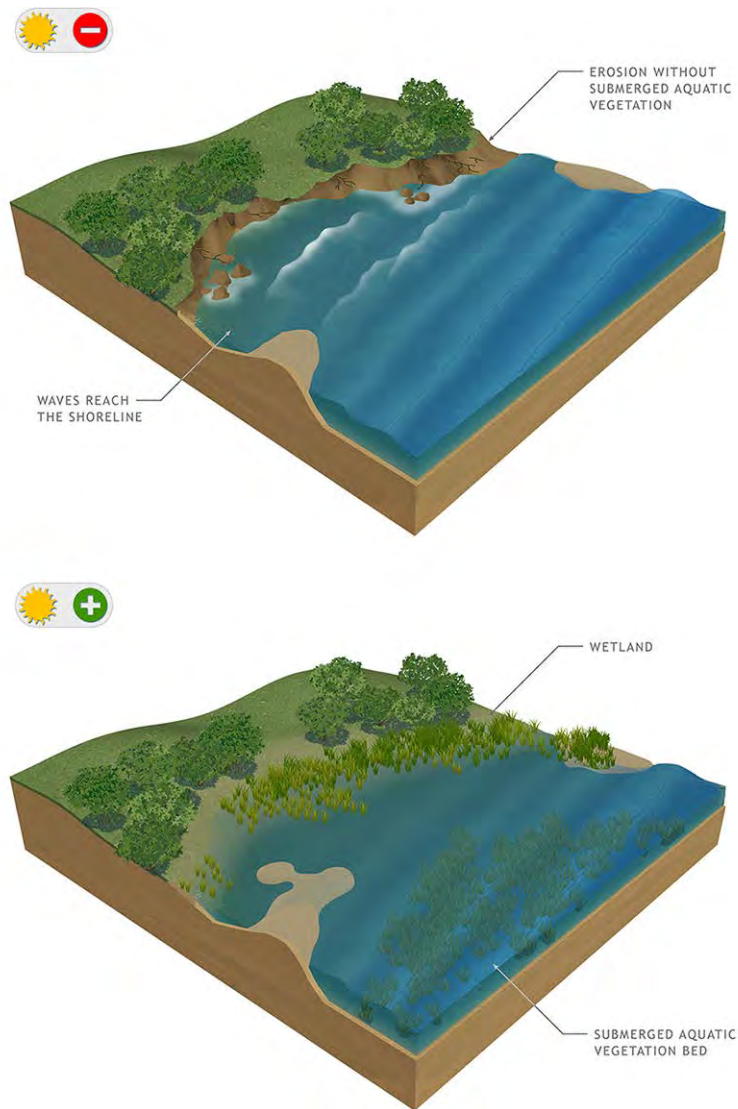 EROSION WITHOUT
SUBMERGED AQUATIC
VEGETATION
WAVES REACH
THE SHORELINE
WETLAND
SUBMERGED AQUATIC
VEGETATION BED